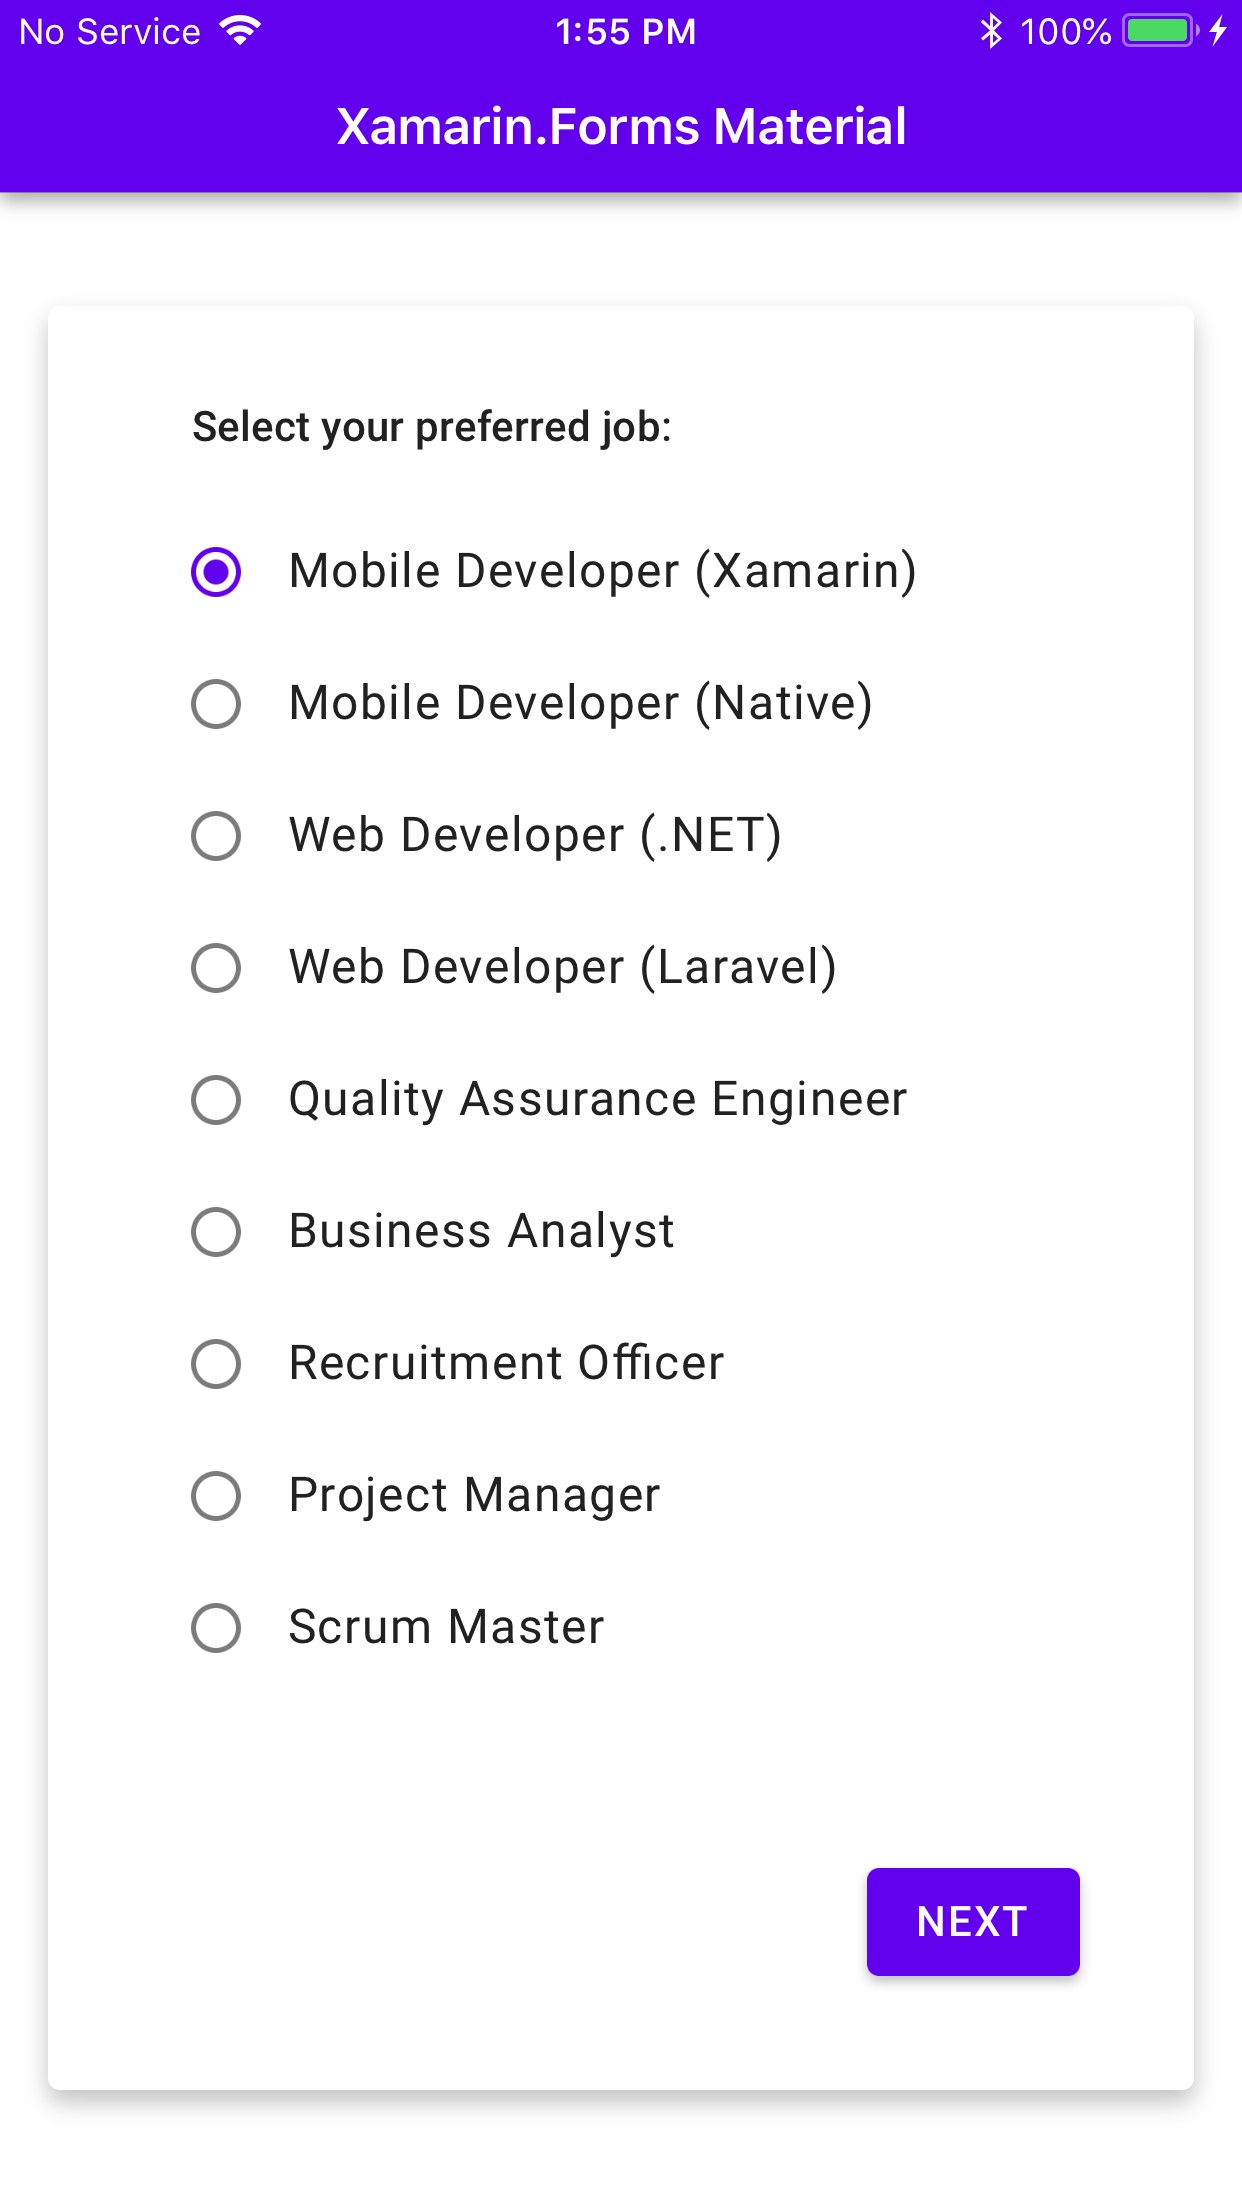 No Service 1:55 PM 100%
Xamarin.Forms Material
Select your preferred job:
Mobile Developer (Xamarin)
Mobile Developer (Native)
Web Developer (.NET)
Web Developer (Laravel)
Quality Assurance Engineer
Business Analyst
Recruitment Officer
Project Manager
Scrum Master
NEXT